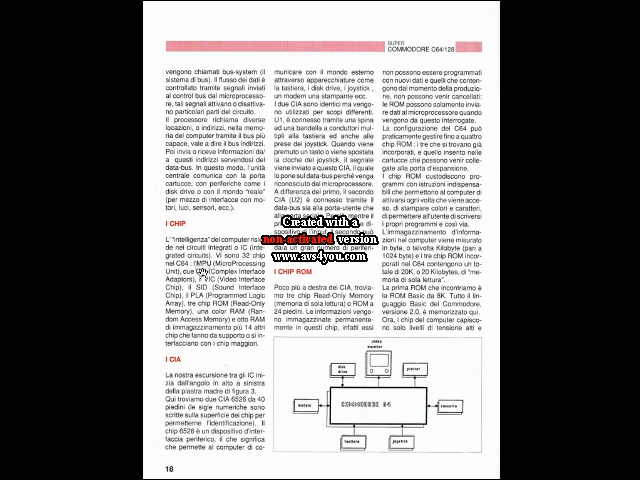 SUPER
COMMODORE C64/128
vengono chiamati bus-system (il
sistema di bus). Il flusso dei dati è
controllato tramite segnali inviati
al control bus dal microprocesso-
re, tali segnali attivano o disattiva-
no particolari parti del circuito.
Il processore richiama diverse
locazioni, o indirizzi, nella memo-
ria del computer tramite il bus più
capace, vale a dire il bus indirizzi.
Poi invia o riceve informazioni dai/
a questi indirizzi servendosi del
data-bus. In questo modo, l'unità
centrale comunica con la porta
cartucce, con periferiche come i
disk drive o con il mondo "reale"
(per mezzo di interfacce con mo-
tori, luci, sensori, ecc.).
I CHIP
L' "intelligenza" del computer risie-
de nei circuiti integrati o IC (inte-
grated circuits). Vi sono 32 chip
nel C64 : l'MPU (MicroProcessing
Unit), due (Complex Interface
Adaptors), il VIC (Video Interface
Chip), il SID (Sound Interface
Chip), il PLA (Programmed Logic
Array), tre chip ROM (Read-Only
Memory), una color RAM (Ran-
dom Access Memory) e otto RAM
di immagazzinamento più 14 altri
chip che fanno da supporto o si in-
terfacciano con i chip maggiori.
I CIA
La nostra escursione tra gli IC ini-
zia dall'angolo in alto a sinistra
della piastra madre di figura 3.
Qui troviamo due CIA 6526 da 40
piedini (le sigle numeriche sono
scritte sulla superficie dei chip per
permetterne l'identificazione). Il
chip 6526 è un dispositivo d'inter-
faccia periferico, il che significa
che permette al computer di co-
18
municare con il mondo esterno
attraverso apparecchiature come
la tastiera, i disk drive, i joystick ,
un modem una stampante ecc.
I due CIA sono identici ma vengo-
no utilizzati per scopi differenti.
U1, è connesso tramite una spina
ed una bandella a conduttori mul-
tipli alla tastiera ed anche alle
prese dei joystick. Quando viene
premuto un tasto o viene spostata
la cloche del joystick, il segnale
viene inviato a questo CIA, il quale
lo pone sul data-bus perché venga
riconosciuto dal microprocessore.
A differenza del primo, il secondo
CIA (U2) è connesso tramite il
data-bus sia alla porta-utente che
alla porta seriale. Perciò mentre il
di-
spositivo di input, il secondo può
da/a un gran numero di periferi-
I CHIP ROM
Poco più a destra dei CIA, trovia-
mo tre chip Read-Only Memory
(memoria di sola lettura) o ROM a
24 piedini. Le informazioni vengo-
no immagazzinate permanente-
mente in questi chip, infatti essi
non possono essere programmati
con nuovi dati e quelli che conten-
gono dal momento della produzio-
ne, non possono venir cancellati:
le ROM possono solamente invia-
re dati al microprocessore quando
vengono da questo interrogate.
La configurazione del C64 può
praticamente gestire fino a quattro
chip ROM : i tre che si trovano già
incorporati, e quello inserito nelle
cartucce che possono venir colle-
gate alla porta d'espansione.
I chip ROM custodiscono pro-
grammi con istruzioni indispensa-
bili che permettono al computer di
attivarsi ogni volta che viene acce-
so, di stampare colori e caratteri,
di permettere all'utente di scriversi
i propri programmi e così via.
L'immagazzinamento d'informa-
zioni nel computer viene misurato
in byte, o talvolta Kilobyte (pari a
1024 byte) e i tre chip ROM incor-
porati nel C64 contengono un to-
tale di 20K, o 20 Kilobytes, di "me-
moria di sola lettura".
La prima ROM che incontriamo è
la ROM Basic da 8K. Tutto il lin-
guaggio Basic del Commodore,
versione 2.0, è memorizzato qui.
Ora, i chip del computer capisco-
no solo livelli di tensione alti e
video
monitor
disk
drive
printer
modem
COMMODORE 64
cassette
tastiera
joystick
Created with a
non-activated version
www.avs4you.com